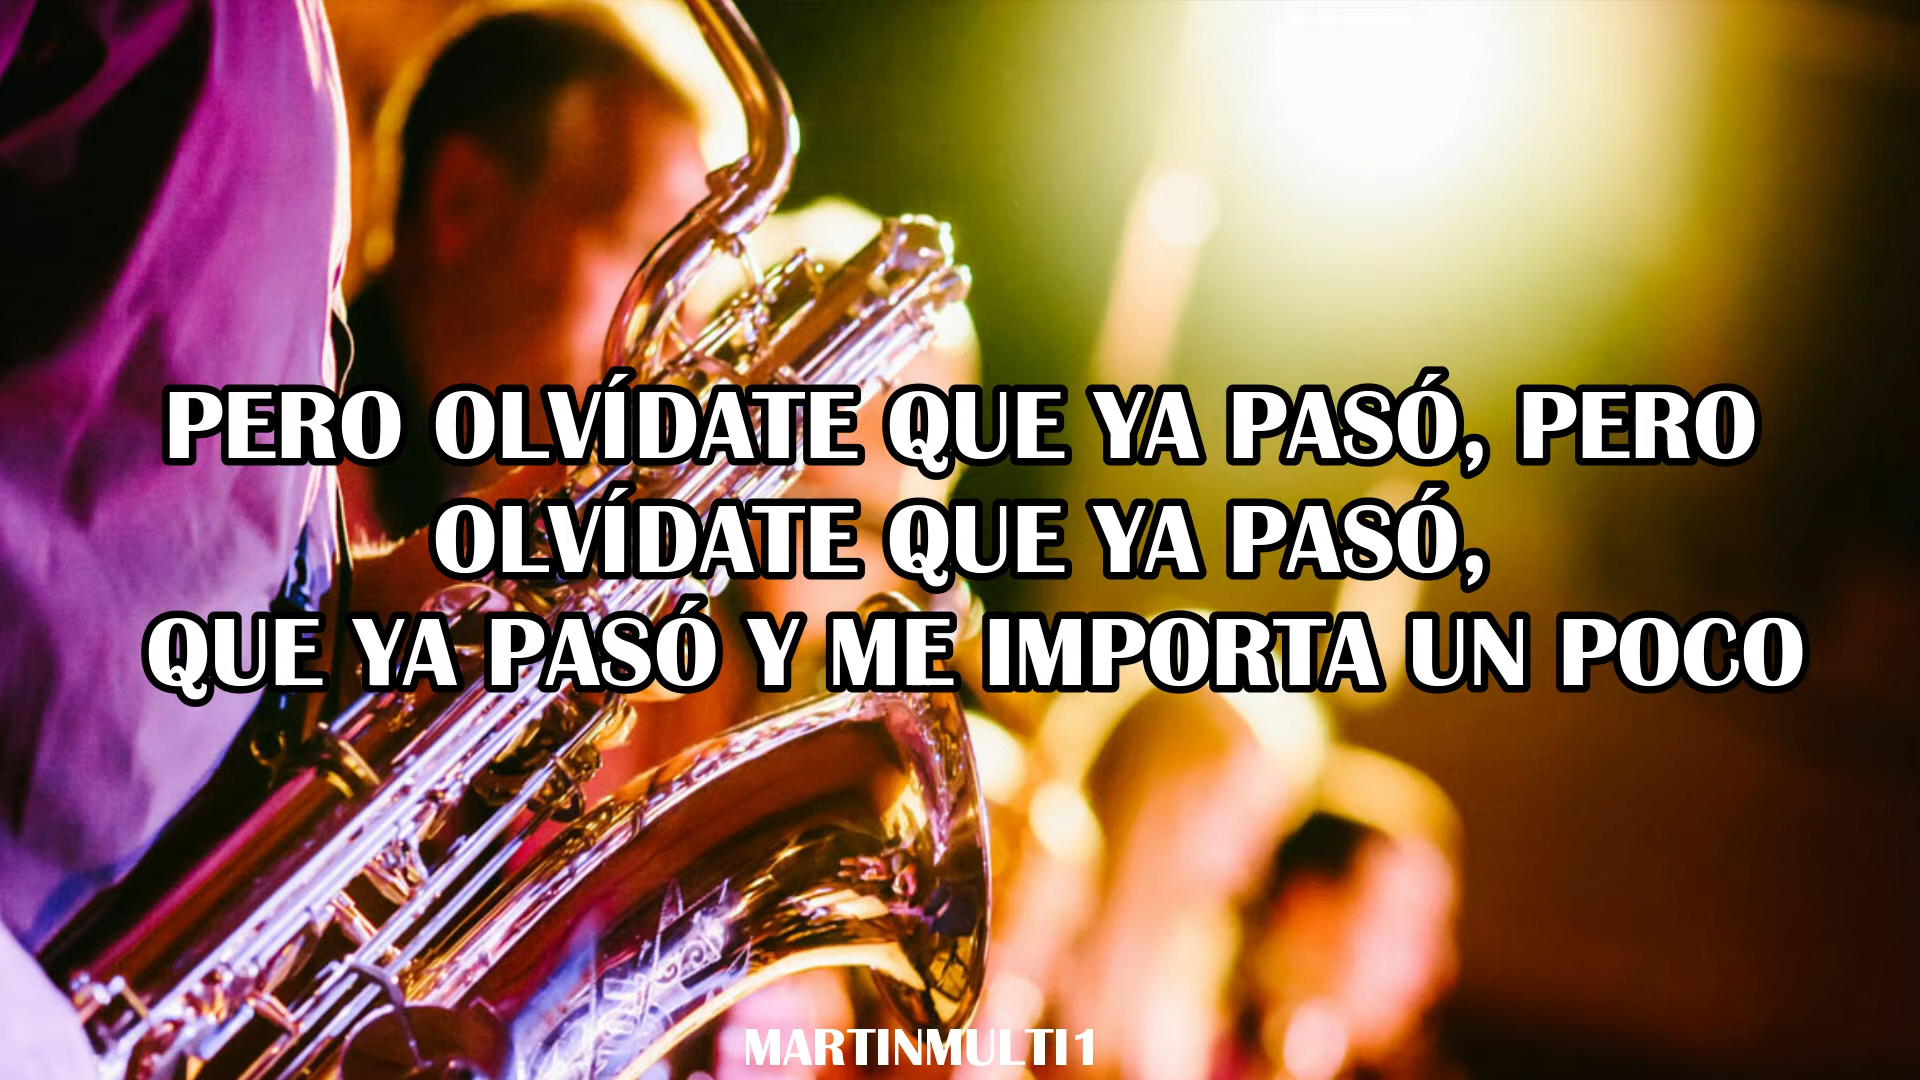 PERO OLVÍDATE QUE YA PASÓ, PERO
OLVÍDATE QUE YA PASÓ,
QUE YA PASÓ Y ME IMPORTA UN POCO
MARTINMULTI1